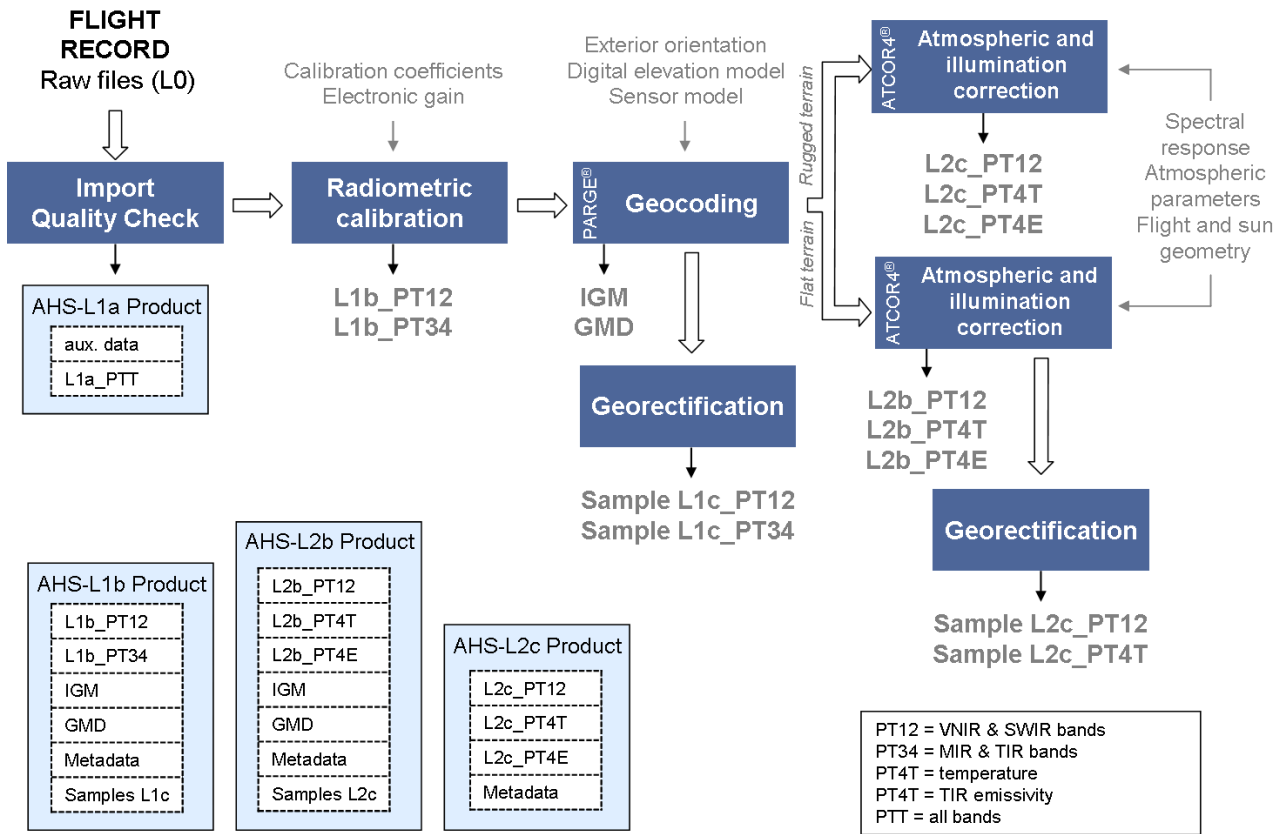 FLIGHT
RECORD
Raw files (L0)
Import
Quality Check
AHS-L1a Product
aux. data
L1a_PTT
Calibration coefficients
Electronic gain
Radiometric
calibration
L1b_PT12
L1b_PT34
Exterior orientation
Digital elevation model
Sensor model
PARGE®
Geocoding
IGM
GMD
Georectification
Sample L1c_PT12
Sample L1c_PT34
Rugged terrain
Flat terrain
ATCOR4®
Atmospheric and
illumination
correction
L2c_PT12
L2c_PT4T
L2c_PT4E
Spectral
response
Atmospheric
parameters
Flight and sun
geometry
ATCOR4®
Atmospheric and
illumination
correction
L2b_PT12
L2b_PT4T
L2b_PT4E
Georectification
Sample L2c_PT12
Sample L2c_PT4T
AHS-L1b Product
L1b_PT12
L1b_PT34
IGM
GMD
Metadata
Samples L1c
AHS-L2b Product
L2b_PT12
L2b_PT4T
L2b_PT4E
IGM
GMD
Metadata
Samples L2c
AHS-L2c Product
L2c_PT12
L2c_PT4T
L2c_PT4E
Metadata
PT12 = VNIR & SWIR bands
PT34 = MIR & TIR bands
PT4T = temperature
PT4T = TIR emissivity
PTT = all bands